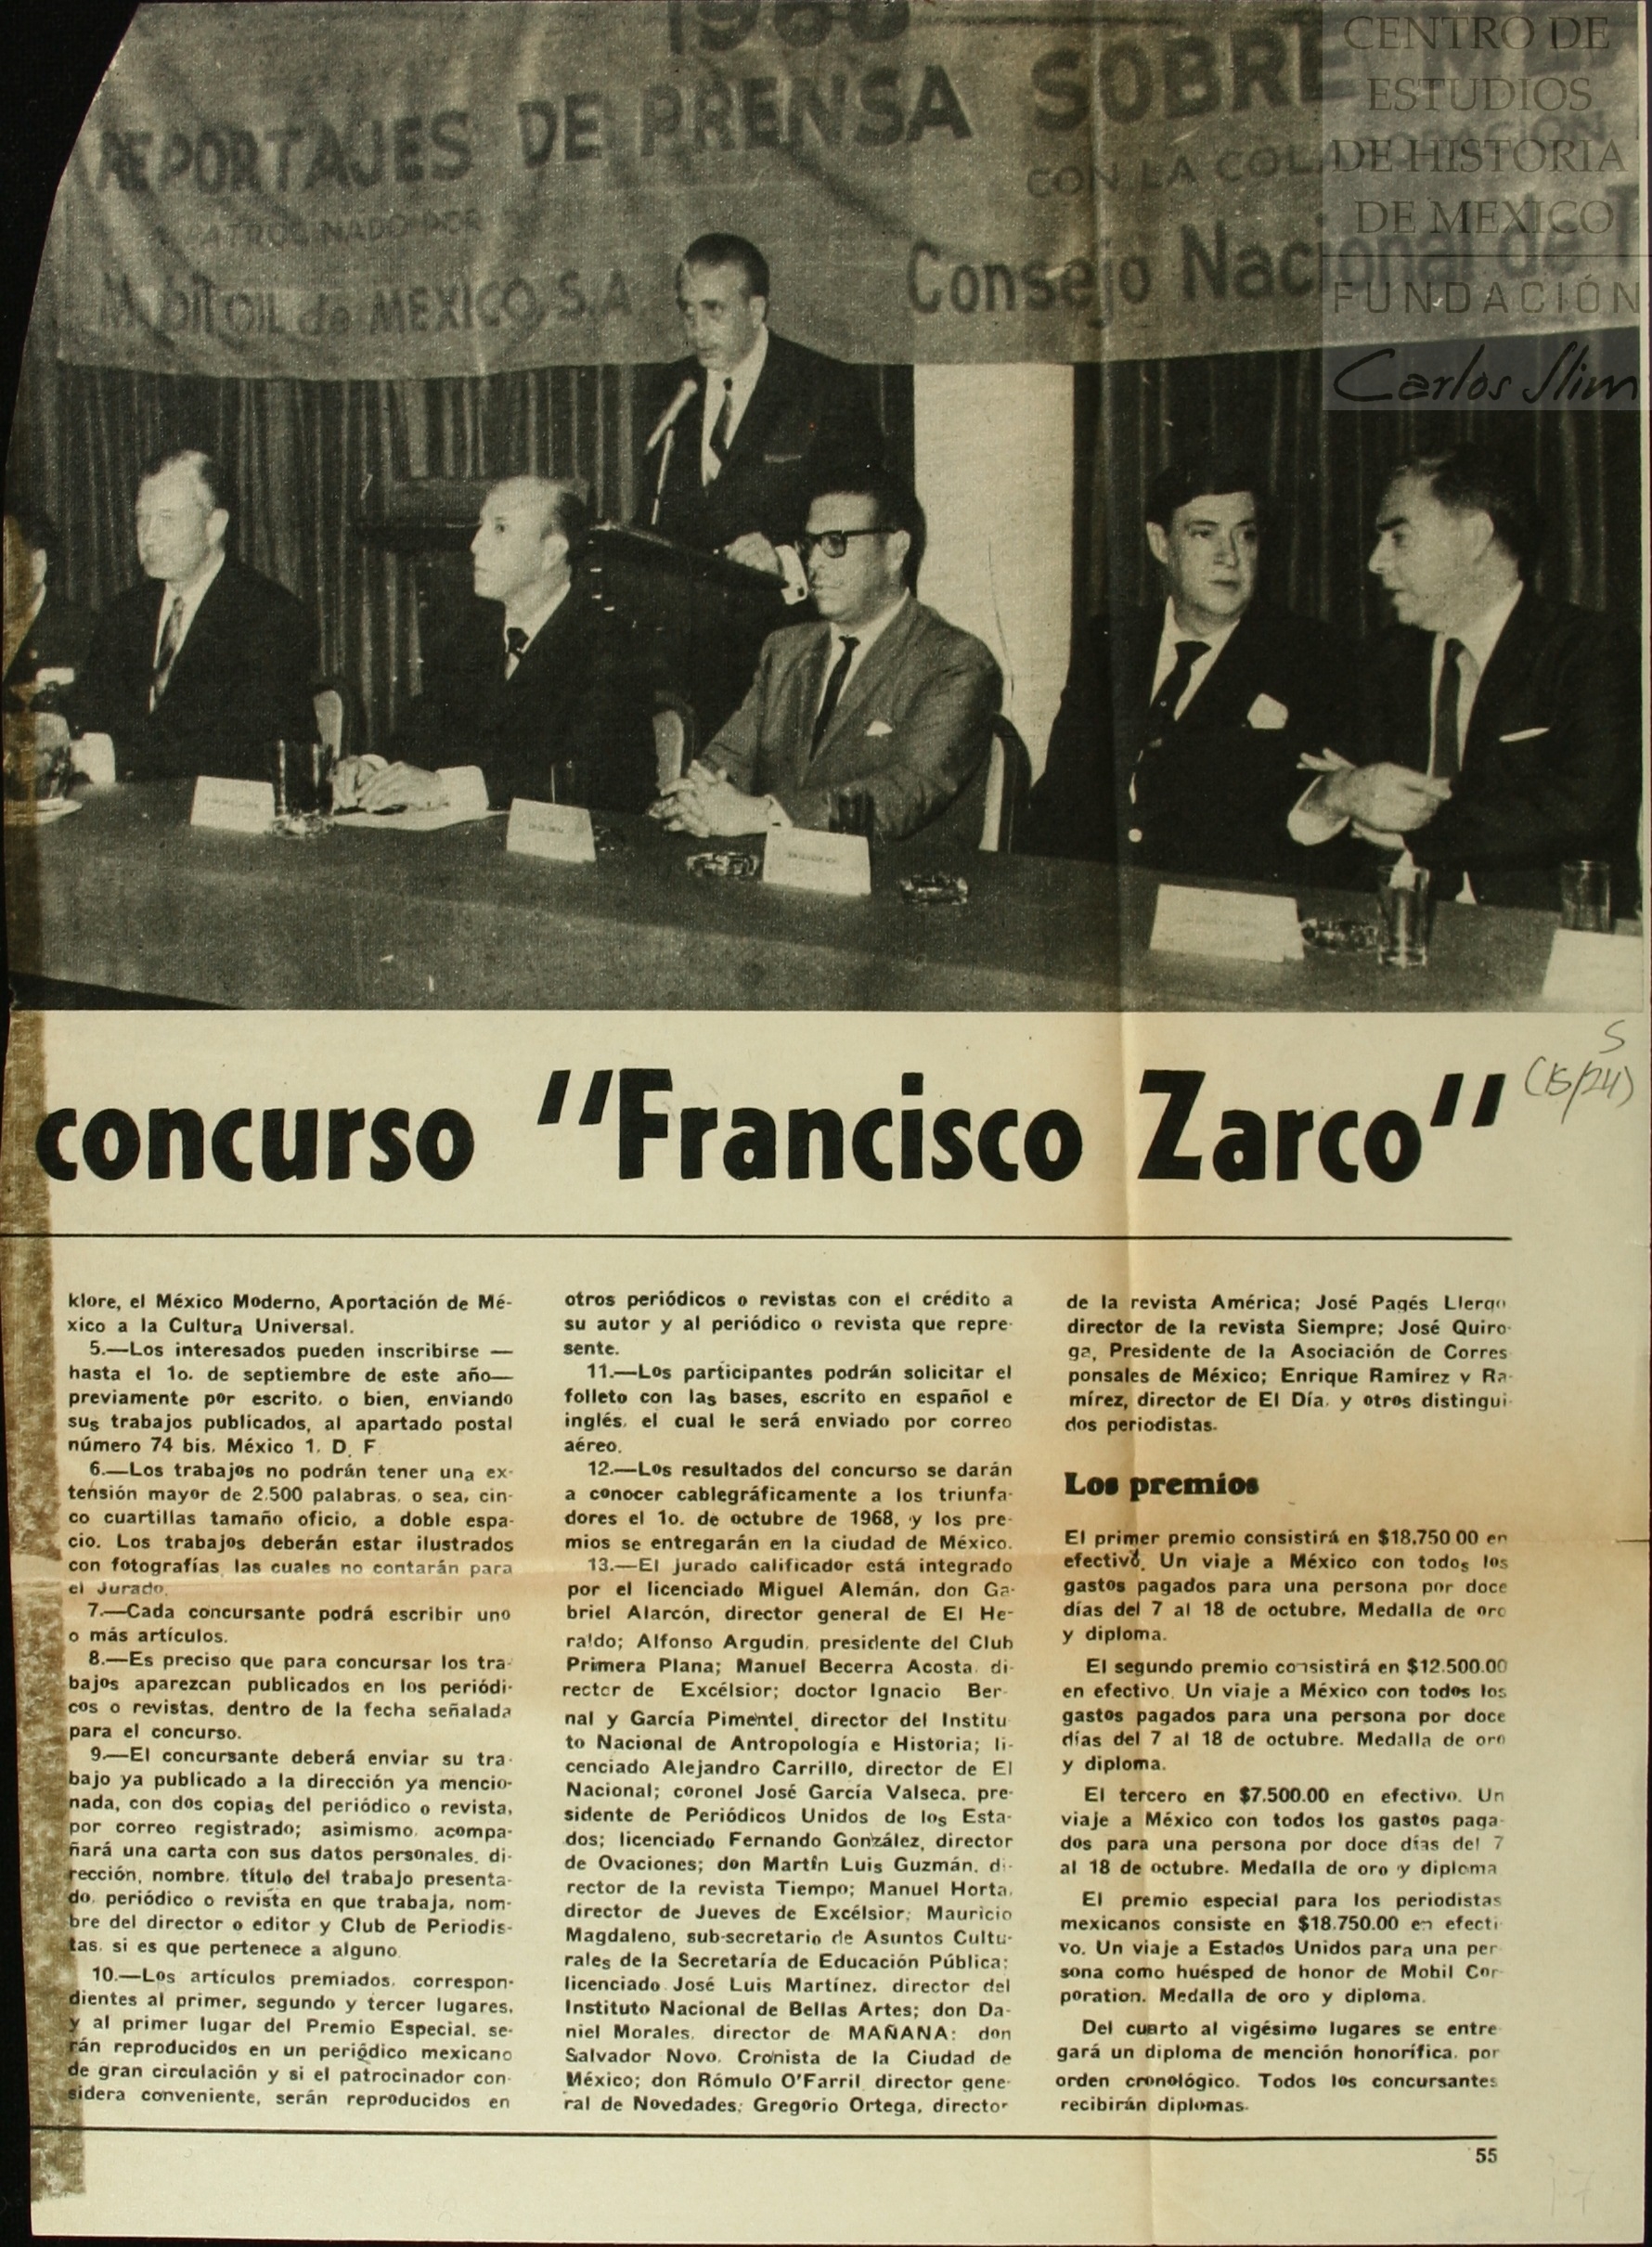 1968
REPORTAJES DE PRENSA SOBRE
PATROCINADO POR
CON LA COLABORACION
Mobil OIL de MEXICO, S.A
Consejo Nacional de T
CENTRO DE
ESTUDIOS
DE HISTORIA
DE MEXICO
FUNDACIÓN
Carlos Slim
S
(15/24)
concurso "Francisco Zarco"
klore, el México Moderno, Aportación de Mé-
xico a la Cultura Universal.
5.—Los interesados pueden inscribirse —
hasta el 1o. de septiembre de este año—
previamente por escrito, o bien, enviando
sus trabajos publicados, al apartado postal
número 74 bis. México 1. D. F.
6.—Los trabajos no podrán tener una ex-
tensión mayor de 2.500 palabras, o sea, cin-
co cuartillas tamaño oficio, a doble espa-
cio. Los trabajos deberán estar ilustrados
con fotografías, las cuales no contarán para
el Jurado.
7.—Cada concursante podrá escribir uno
o más artículos.
8.—Es preciso que para concursar los tra-
bajos aparezcan publicados en los periódi-
cos o revistas, dentro de la fecha señalada
para el concurso.
9.—El concursante deberá enviar su tra-
bajo ya publicado a la dirección ya mencio-
nada, con dos copias del periódico o revista,
por correo registrado; asimismo, acompa-
ñará una carta con sus datos personales, di-
rección, nombre, título del trabajo presenta-
do, periódico o revista en que trabaja, nom-
bre del director o editor y Club de Periodis-
tas, si es que pertenece a alguno.
10.—Los artículos premiados, correspon-
dientes al primer, segundo y tercer lugares,
y al primer lugar del Premio Especial, se-
rán reproducidos en un periódico mexicano
de gran circulación y si el patrocinador con-
sidera conveniente, serán reproducidos en
otros periódicos o revistas con el crédito a
su autor y al periódico o revista que repre-
sente.
11.—Los participantes podrán solicitar el
folleto con las bases, escrito en español e
inglés, el cual le será enviado por correo
aéreo.
12.—Los resultados del concurso se darán
a conocer cablegráficamente a los triunfa-
dores el 1o. de octubre de 1968, y los pre-
mios se entregarán en la ciudad de México.
13.—El jurado calificador está integrado
por el licenciado Miguel Alemán, don Ga-
briel Alarcón, director general de El He-
raldo; Alfonso Argudin, presidente del Club
Primera Plana; Manuel Becerra Acosta, di-
rector de Excélsior; doctor Ignacio Ber-
nal y García Pimentel, director del Institu
to Nacional de Antropología e Historia; li-
cenciado Alejandro Carrillo, director de El
Nacional; coronel José García Valseca, pre-
sidente de Periódicos Unidos de los Esta-
dos; licenciado Fernando González, director
de Ovaciones; don Martín Luis Guzmán, di-
rector de la revista Tiempo; Manuel Horta,
director de Jueves de Excélsior; Mauricio
Magdaleno, sub-secretario de Asuntos Cultu-
rales de la Secretaría de Educación Pública;
licenciado José Luis Martínez, director del
Instituto Nacional de Bellas Artes; don Da-
niel Morales, director de MAÑANA; don
Salvador Novo, Cronista de la Ciudad de
México; don Rómulo O'Farril, director gene-
ral de Novedades; Gregorio Ortega, director
de la revista América; José Pagés Llergo
director de la revista Siempre; José Quiro-
ga, Presidente de la Asociación de Corres
ponsales de México; Enrique Ramírez y Ra-
mírez, director de El Día, y otros distingui-
dos periodistas.
Los premios
El primer premio consistirá en $18,750.00 en
efectivo. Un viaje a México con todos los
gastos pagados para una persona por doce
días del 7 al 18 de octubre. Medalla de oro
y diploma.
El segundo premio consistirá en $12.500.00
en efectivo. Un viaje a México con todos los
gastos pagados para una persona por doce
días del 7 al 18 de octubre. Medalla de oro
y diploma.
El tercero en $7.500.00 en efectivo. Un
viaje a México con todos los gastos paga-
dos para una persona por doce días del 7
al 18 de octubre. Medalla de oro y diploma
El premio especial para los periodistas
mexicanos consiste en $18.750.00 en efecti
vo. Un viaje a Estados Unidos para una per
sona como huésped de honor de Mobil Cor-
poration. Medalla de oro y diploma.
Del cuarto al vigésimo lugares se entre
gará un diploma de mención honorífica, por
orden cronológico. Todos los concursantes
recibirán diplomas.
55